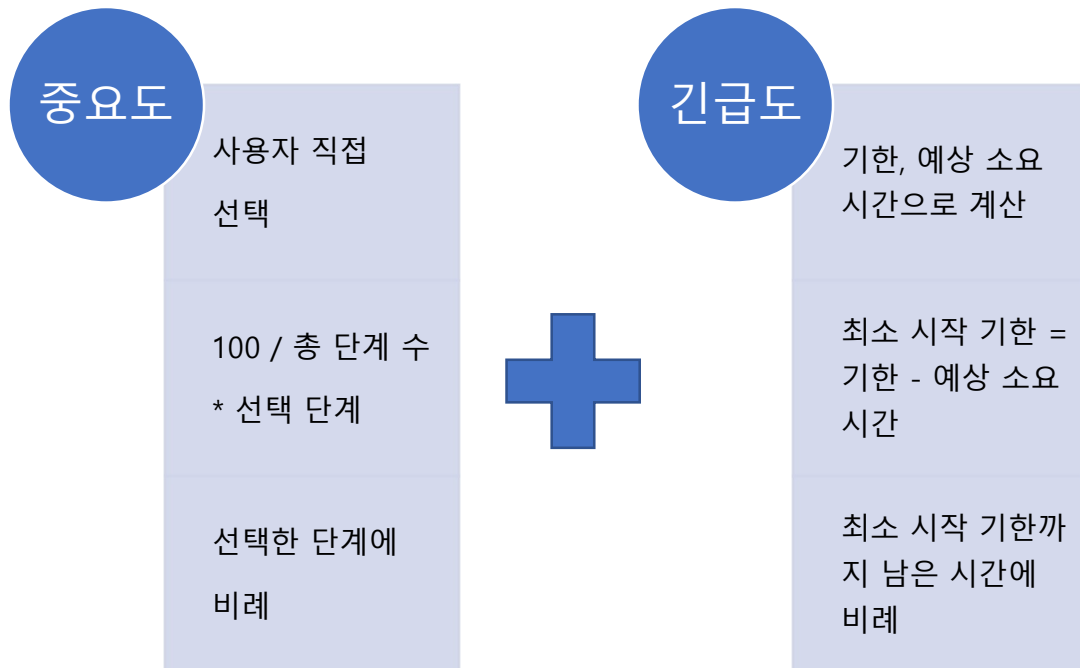 중요도
사용자 직접
선택
100 / 총 단계 수
* 선택 단계
선택한 단계에
비례
긴급도
기한, 예상 소요
시간으로 계산
최소 시작 기한 =
기한 - 예상 소요
시간
최소 시작 기한까
지 남은 시간에
비례